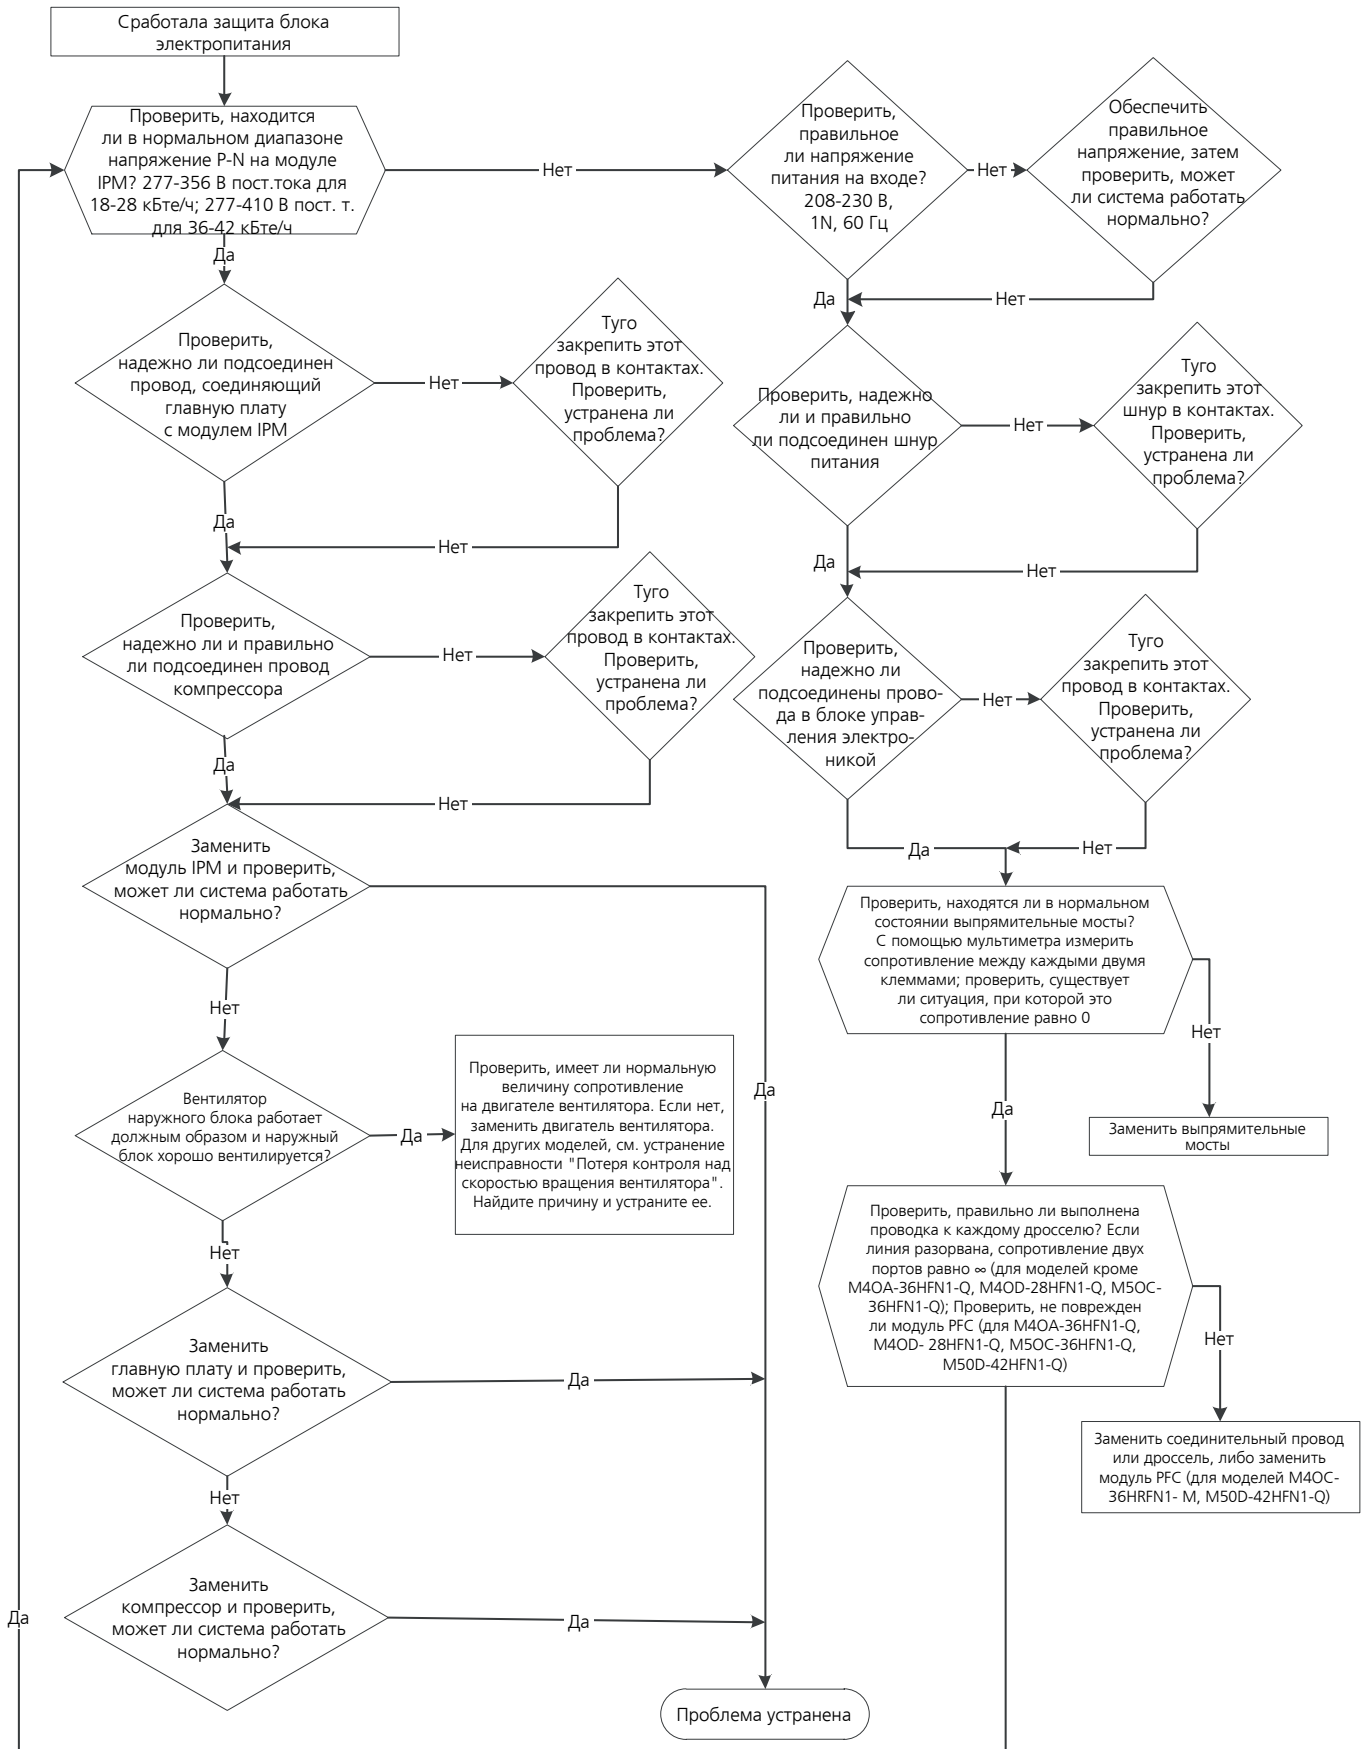 Сработала защита блока
электропитания
Проверить, находится
ли в нормальном диапазоне
напряжение P-N на модуле
IPM? 277-356 В пост.тока для
18-28 кБте/ч; 277-410 В пост. т.
для 36-42 кБте/ч
Нет
Проверить,
правильное
ли напряжение
питания на входе?
208-230 В,
1N, 60 Гц
Нет
Обеспечить
правильное
напряжение, затем
проверить, может
ли система работать
нормально?
Да
Да
Нет
Проверить,
надежно ли подсоединен
провод, соединяющий
главную плату
с модулем IPM
Нет
Туго
закрепить этот
провод в контактах.
Проверить,
устранена ли
проблема?
Проверить, надежно
ли и правильно
ли подсоединен шнур
питания
Нет
Туго
закрепить этот
шнур в контактах.
Проверить,
устранена ли
проблема?
Да
Нет
Да
Нет
Проверить,
надежно ли и правильно
ли подсоединен провод
компрессора
Нет
Туго
закрепить этот
провод в контактах.
Проверить,
устранена ли
проблема?
Проверить,
надежно ли
подсоединены прово-
да в блоке управ-
ления электро-
никой
Нет
Туго
закрепить этот
провод в контактах.
Проверить,
устранена ли
проблема?
Да
Нет
Да
Нет
Заменить
модуль IPM и проверить,
может ли система работать
нормально?
Проверить, находятся ли в нормальном
состоянии выпрямительные мосты?
С помощью мультиметра измерить
сопротивление между каждыми двумя
клеммами; проверить, существует
ли ситуация, при которой это
сопротивление равно 0
Нет
Нет
Вентилятор
наружного блока работает
должным образом и наружный
блок хорошо вентилируется?
Да
Проверить, имеет ли нормальную
величину сопротивление
на двигателе вентилятора. Если нет,
заменить двигатель вентилятора.
Для других моделей, см. устранение
неисправности "Потеря контроля над
скоростью вращения вентилятора".
Найдите причину и устраните ее.
Да
Да
Заменить выпрямительные
мосты
Нет
Проверить, правильно ли выполнена
проводка к каждому дросселю? Если
линия разорвана, сопротивление двух
портов равно ∞ (для моделей кроме
M4OA-36HFN1-Q, M4OD-28HFN1-Q, M5OC-
36HFN1-Q); Проверить, не поврежден
ли модуль PFC (для M4OA-36HFN1-Q,
M4OD- 28HFN1-Q, M5OC-36HFN1-Q,
M50D-42HFN1-Q)
Нет
Заменить
главную плату и проверить,
может ли система работать
нормально?
Да
Заменить соединительный провод
или дроссель, либо заменить
модуль PFC (для моделей M4OC-
36HRFN1- M, M50D-42HFN1-Q)
Нет
Заменить
компрессор и проверить,
может ли система работать
нормально?
Да
Да
Проблема устранена